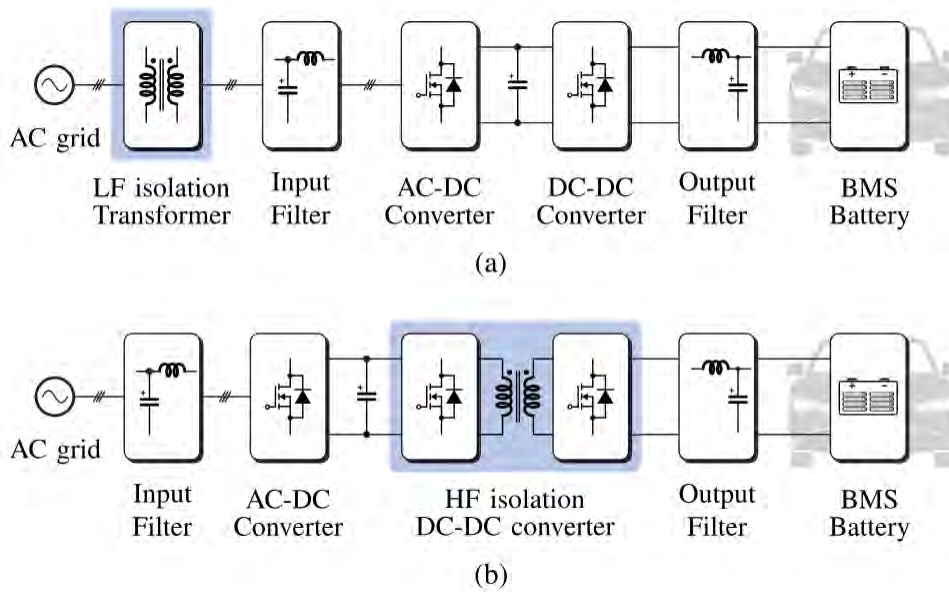 AC grid
LF isolation
Transformer
Input
Filter
AC-DC
Converter
DC-DC
Converter
Output
Filter
BMS
Battery
(a)
AC grid
Input
Filter
AC-DC
Converter
HF isolation
DC-DC converter
Output
Filter
BMS
Battery
(b)